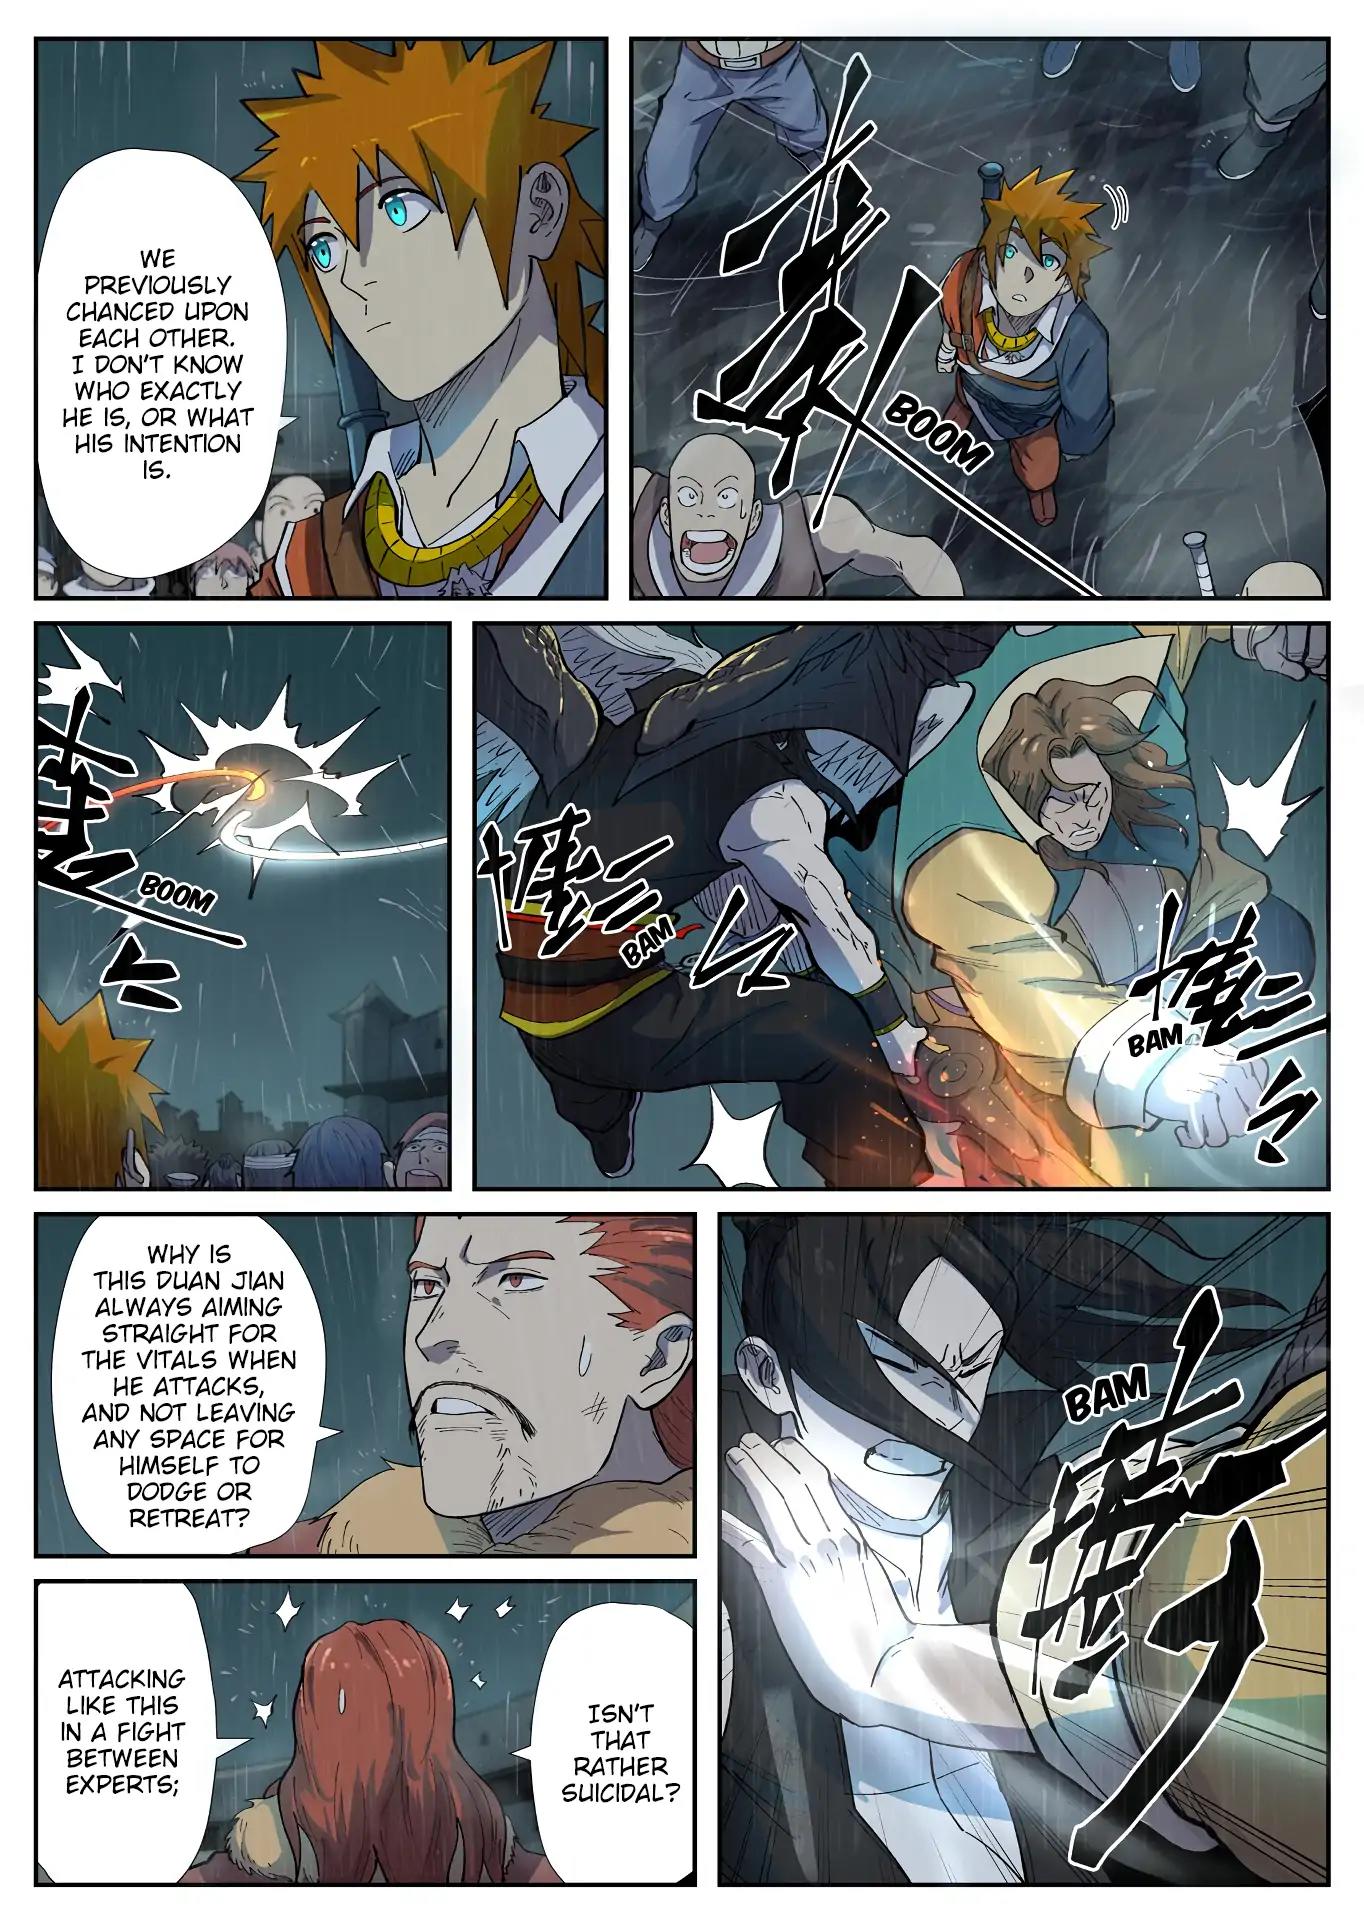 WE
PREVIOUSLY
CHANCED UPON
EACH OTHER.
I DON'T KNOW
WHO EXACTLY
HE IS, OR WHAT
HIS INTENTION
IS.
BOOM
BOOM
BAM
BAM
WHY IS
THIS DUAN JIAN
ALWAYS AIMING
STRAIGHT FOR
THE VITALS WHEN
HE ATTACKS,
AND NOT LEAVING
ANY SPACE FOR
HIMSELF TO
DODGE OR
RETREAT?
BAM
ATTACKING
LIKE THIS
IN A FIGHT
BETWEEN
EXPERTS;
ISN'T
THAT
RATHER
SUICIDAL?